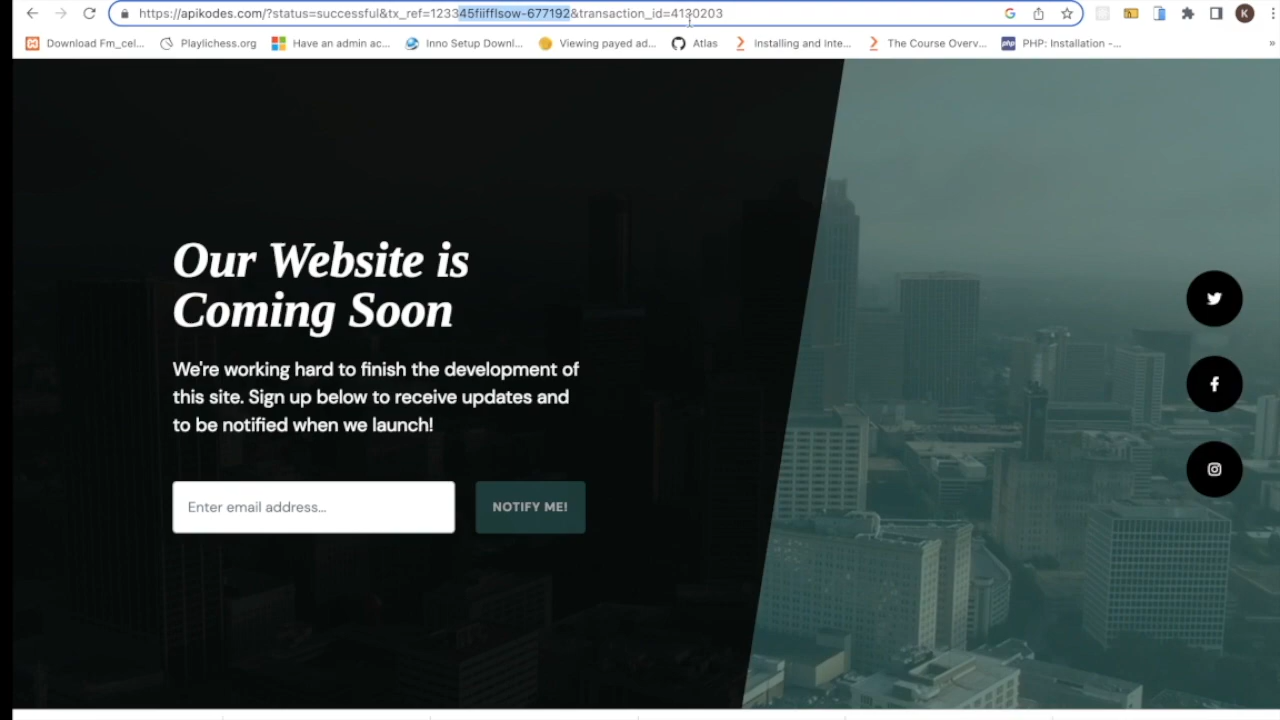 https://apikodes.com/?status=successful&tx_ref=123345fiifflsow-677192&transaction_id=4130203
K
Download Fm_cel...
Playlichess.org
Have an admin ac...
Inno Setup Downl...
Viewing payed ad...
Atlas
Installing and Inte...
The Course Overv...
php
PHP: Installation -...
»
Our Website is
Coming Soon
We're working hard to finish the development of
this site. Sign up below to receive updates and
to be notified when we launch!
Enter email address...
NOTIFY ME!